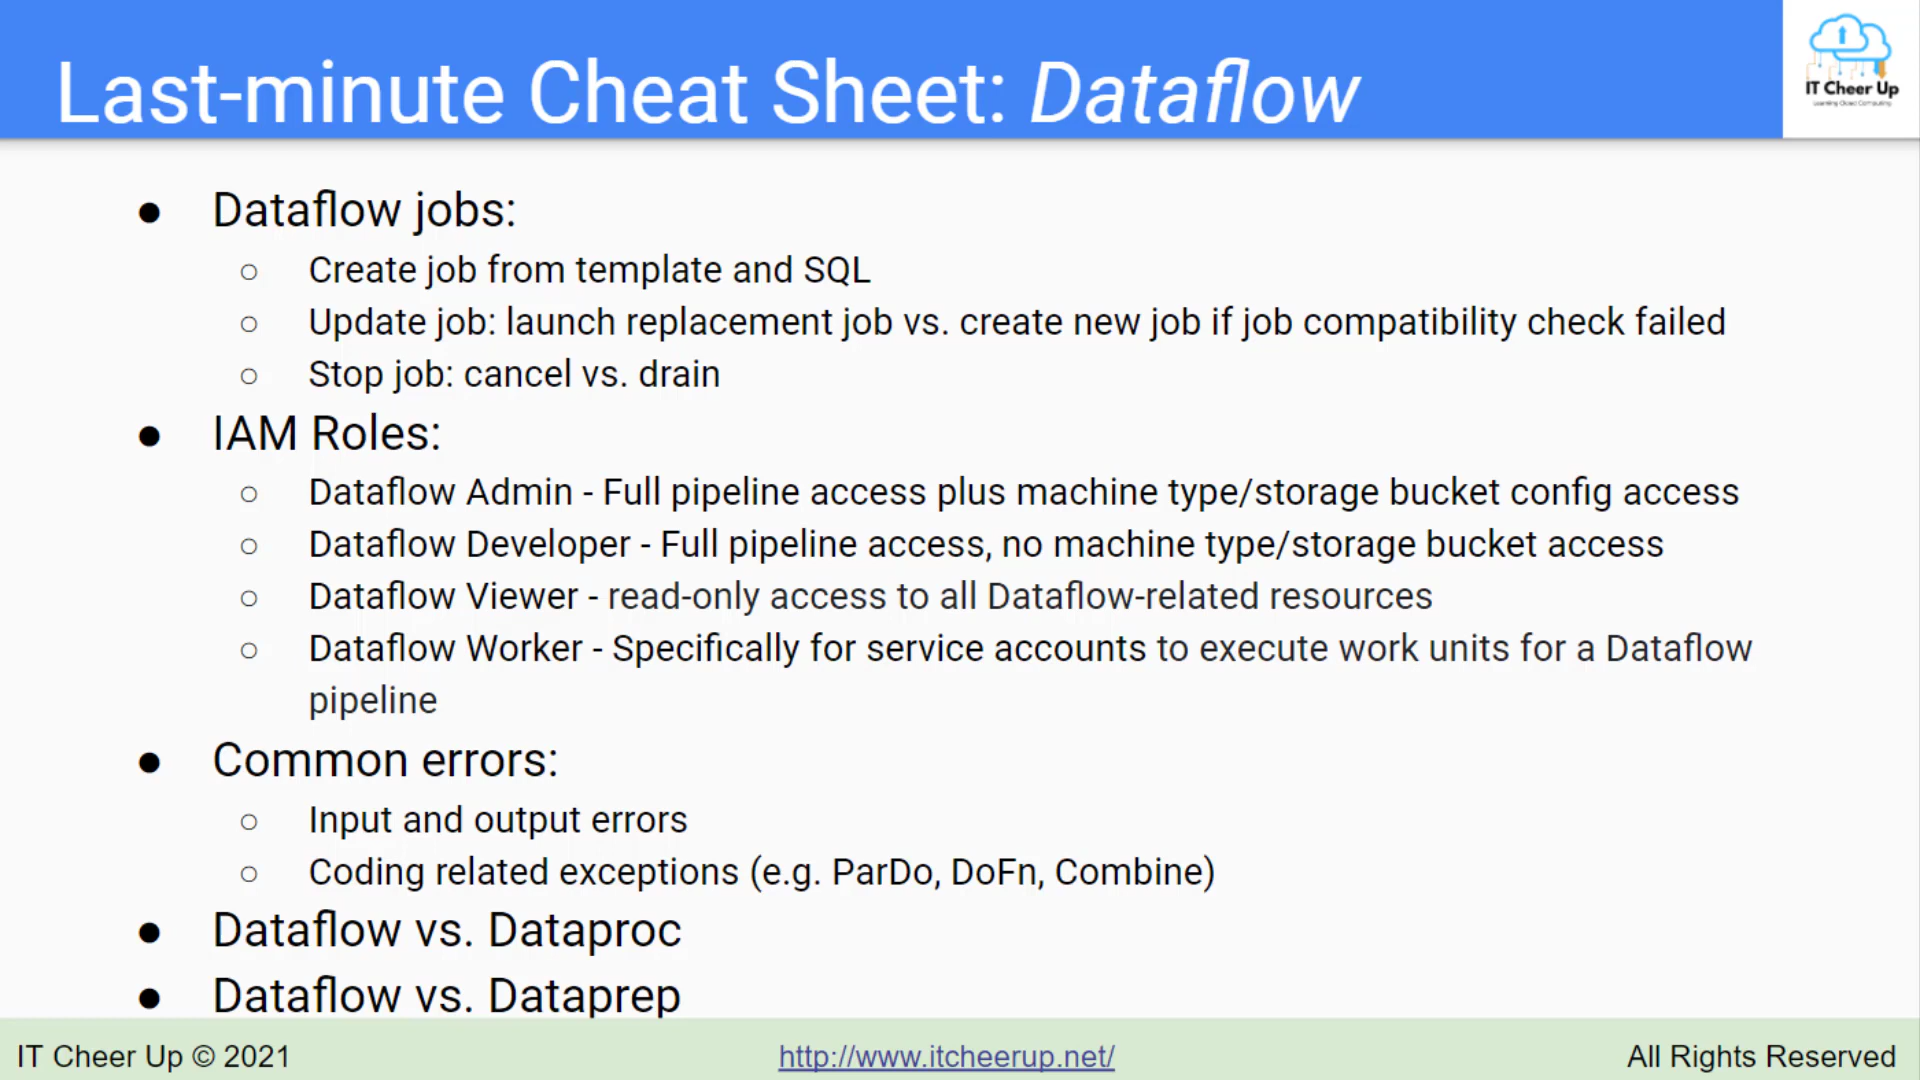 Last-minute Cheat Sheet: Dataflow
IT Cheer Up
Learning Cloud Computing
● Dataflow jobs:
○ Create job from template and SQL
○ Update job: launch replacement job vs. create new job if job compatibility check failed
○ Stop job: cancel vs. drain
● IAM Roles:
○ Dataflow Admin - Full pipeline access plus machine type/storage bucket config access
○ Dataflow Developer - Full pipeline access, no machine type/storage bucket access
○ Dataflow Viewer - read-only access to all Dataflow-related resources
○ Dataflow Worker - Specifically for service accounts to execute work units for a Dataflow
pipeline
● Common errors:
○ Input and output errors
○ Coding related exceptions (e.g. ParDo, DoFn, Combine)
● Dataflow vs. Dataproc
● Dataflow vs. Dataprep
IT Cheer Up © 2021
http://www.itcheerup.net/
All Rights Reserved